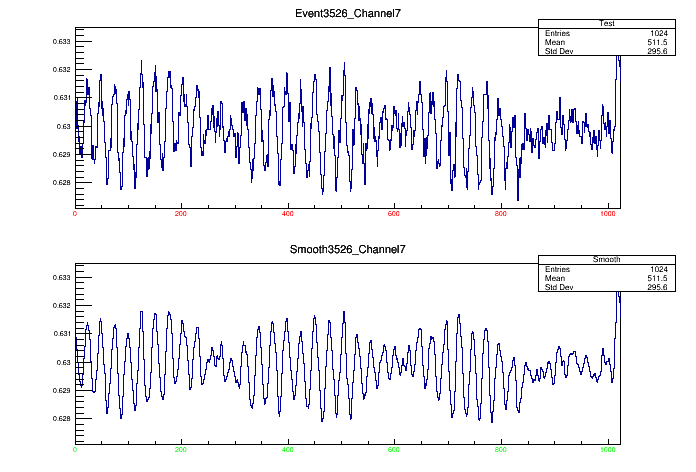 Event3526_Channel7
Test
Entries 1024
Mean 511.5
Std Dev 295.6
0.633
0.632
0.631
0.63
0.629
0.628
0 200 400 600 800 1000
Smooth3526_Channel7
Smooth
Entries 1024
Mean 511.5
Std Dev 295.6
0.633
0.632
0.631
0.63
0.629
0.628
0 200 400 600 800 1000